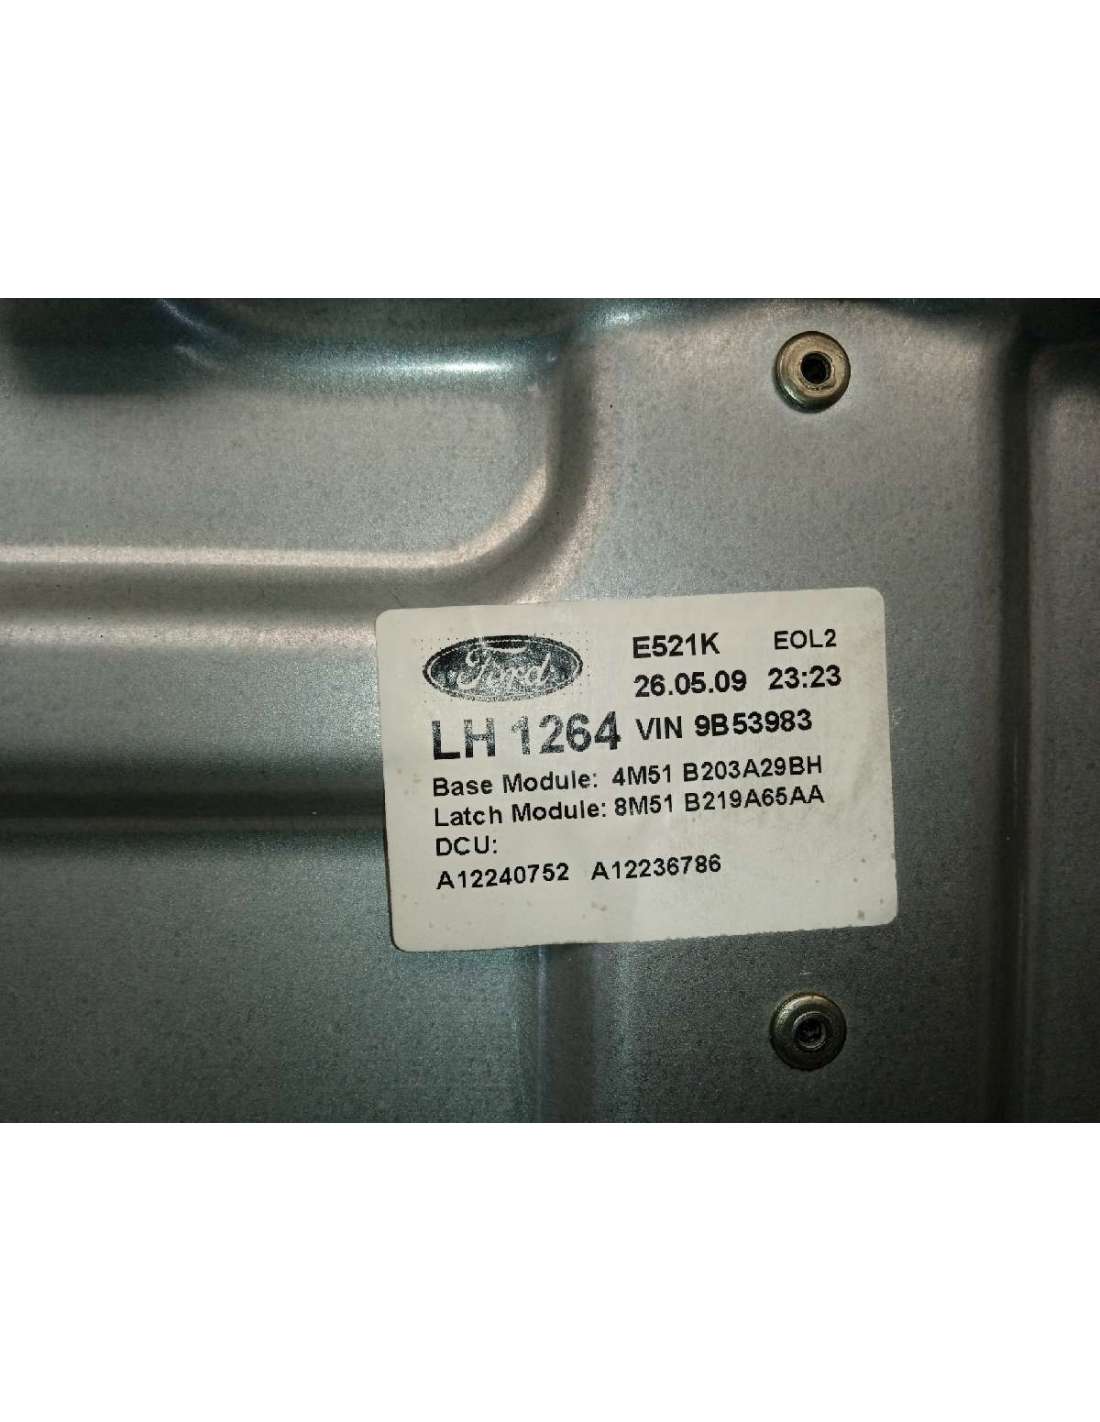 Ford
E521K EOL2
26.05.09 23:23
LH 1264 VIN 9B53983
Base Module: 4M51 B203A29BH
Latch Module: 8M51 B219A65AA
DCU:
A12240752 A12236786